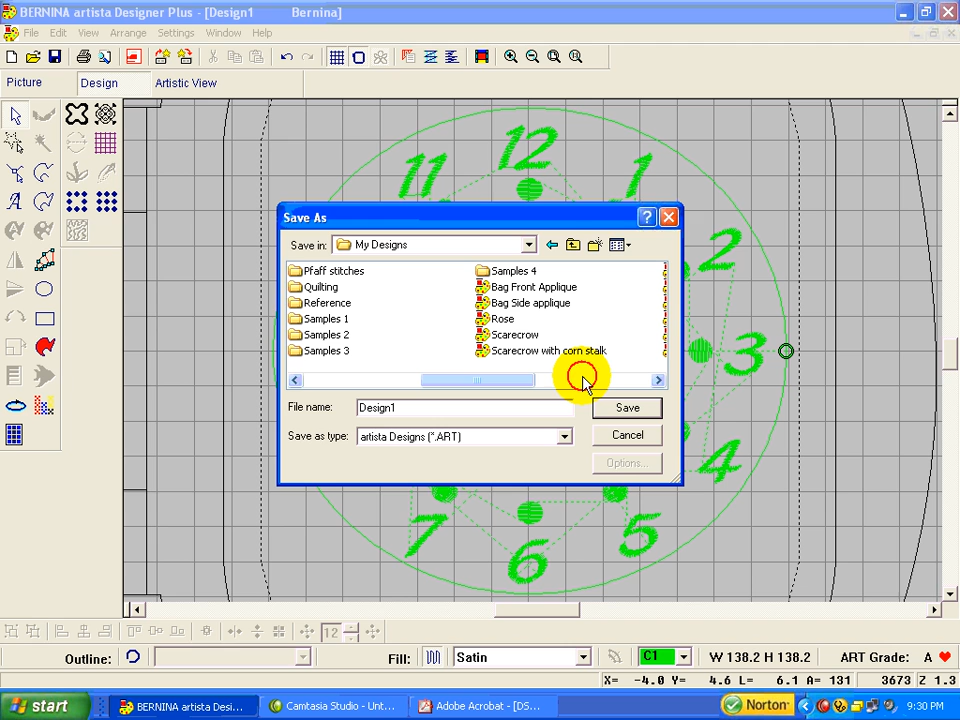 BERNINA artista Designer Plus - [Design1 Bernina]
File Edit View Arrange Settings Window Help
Picture Design Artistic View
12
11 1
2
3
4
5
6
7
Save As
Save in: My Designs
Pfaff stitches
Quilting
Reference
Samples 1
Samples 2
Samples 3
Samples 4
Bag Front Applique
Bag Side applique
Rose
Scarecrow
Scarecrow with corn stalk
File name: Design1
Save as type: artista Designs (*.ART)
Save
Cancel
Options...
12
Outline: Fill: Satin C1 W 138.2 H 138.2 ART Grade: A
X= -4.0 Y= 4.6 L= 6.1 A= 131 3673 Z 1.3
start BERNINA artista Desi... Camtasia Studio - Unt... Adobe Acrobat - [DS... Norton 9:30 PM